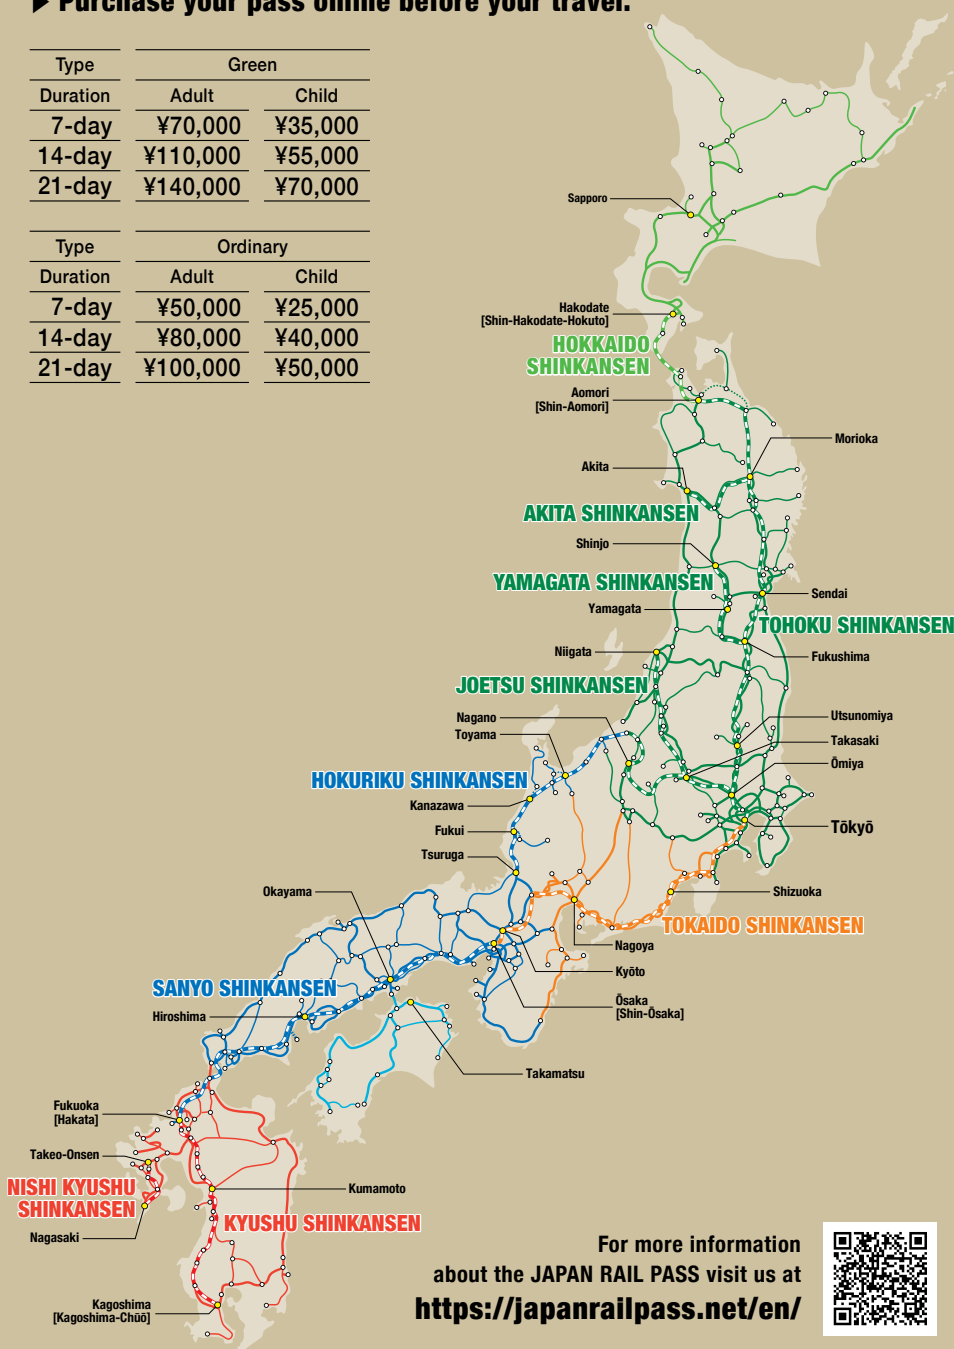 ▶ Purchase your pass online before your travel.
Type Green
Duration Adult Child
7-day ¥70,000 ¥35,000
14-day ¥110,000 ¥55,000
21-day ¥140,000 ¥70,000
Type Ordinary
Duration Adult Child
7-day ¥50,000 ¥25,000
14-day ¥80,000 ¥40,000
21-day ¥100,000 ¥50,000
Sapporo
Hakodate
[Shin-Hakodate-Hokuto]
HOKKAIDO
SHINKANSEN
Aomori
[Shin-Aomori]
Morioka
Akita
AKITA SHINKANSEN
Shinjo
YAMAGATA SHINKANSEN
Sendai
Yamagata
TOHOKU SHINKANSEN
Niigata
Fukushima
JOETSU SHINKANSEN
Nagano
Utsunomiya
Toyama
Takasaki
Ōmiya
HOKURIKU SHINKANSEN
Kanazawa
Fukui
Tōkyō
Tsuruga
Okayama
Shizuoka
TOKAIDO SHINKANSEN
Nagoya
Kyōto
SANYO SHINKANSEN
Ōsaka
[Shin-Ōsaka]
Hiroshima
Takamatsu
Fukuoka
[Hakata]
Takeo-Onsen
NISHI KYUSHU
SHINKANSEN
Kumamoto
KYUSHU SHINKANSEN
Nagasaki
Kagoshima
[Kagoshima-Chūō]
For more information
about the JAPAN RAIL PASS visit us at
https://japanrailpass.net/en/